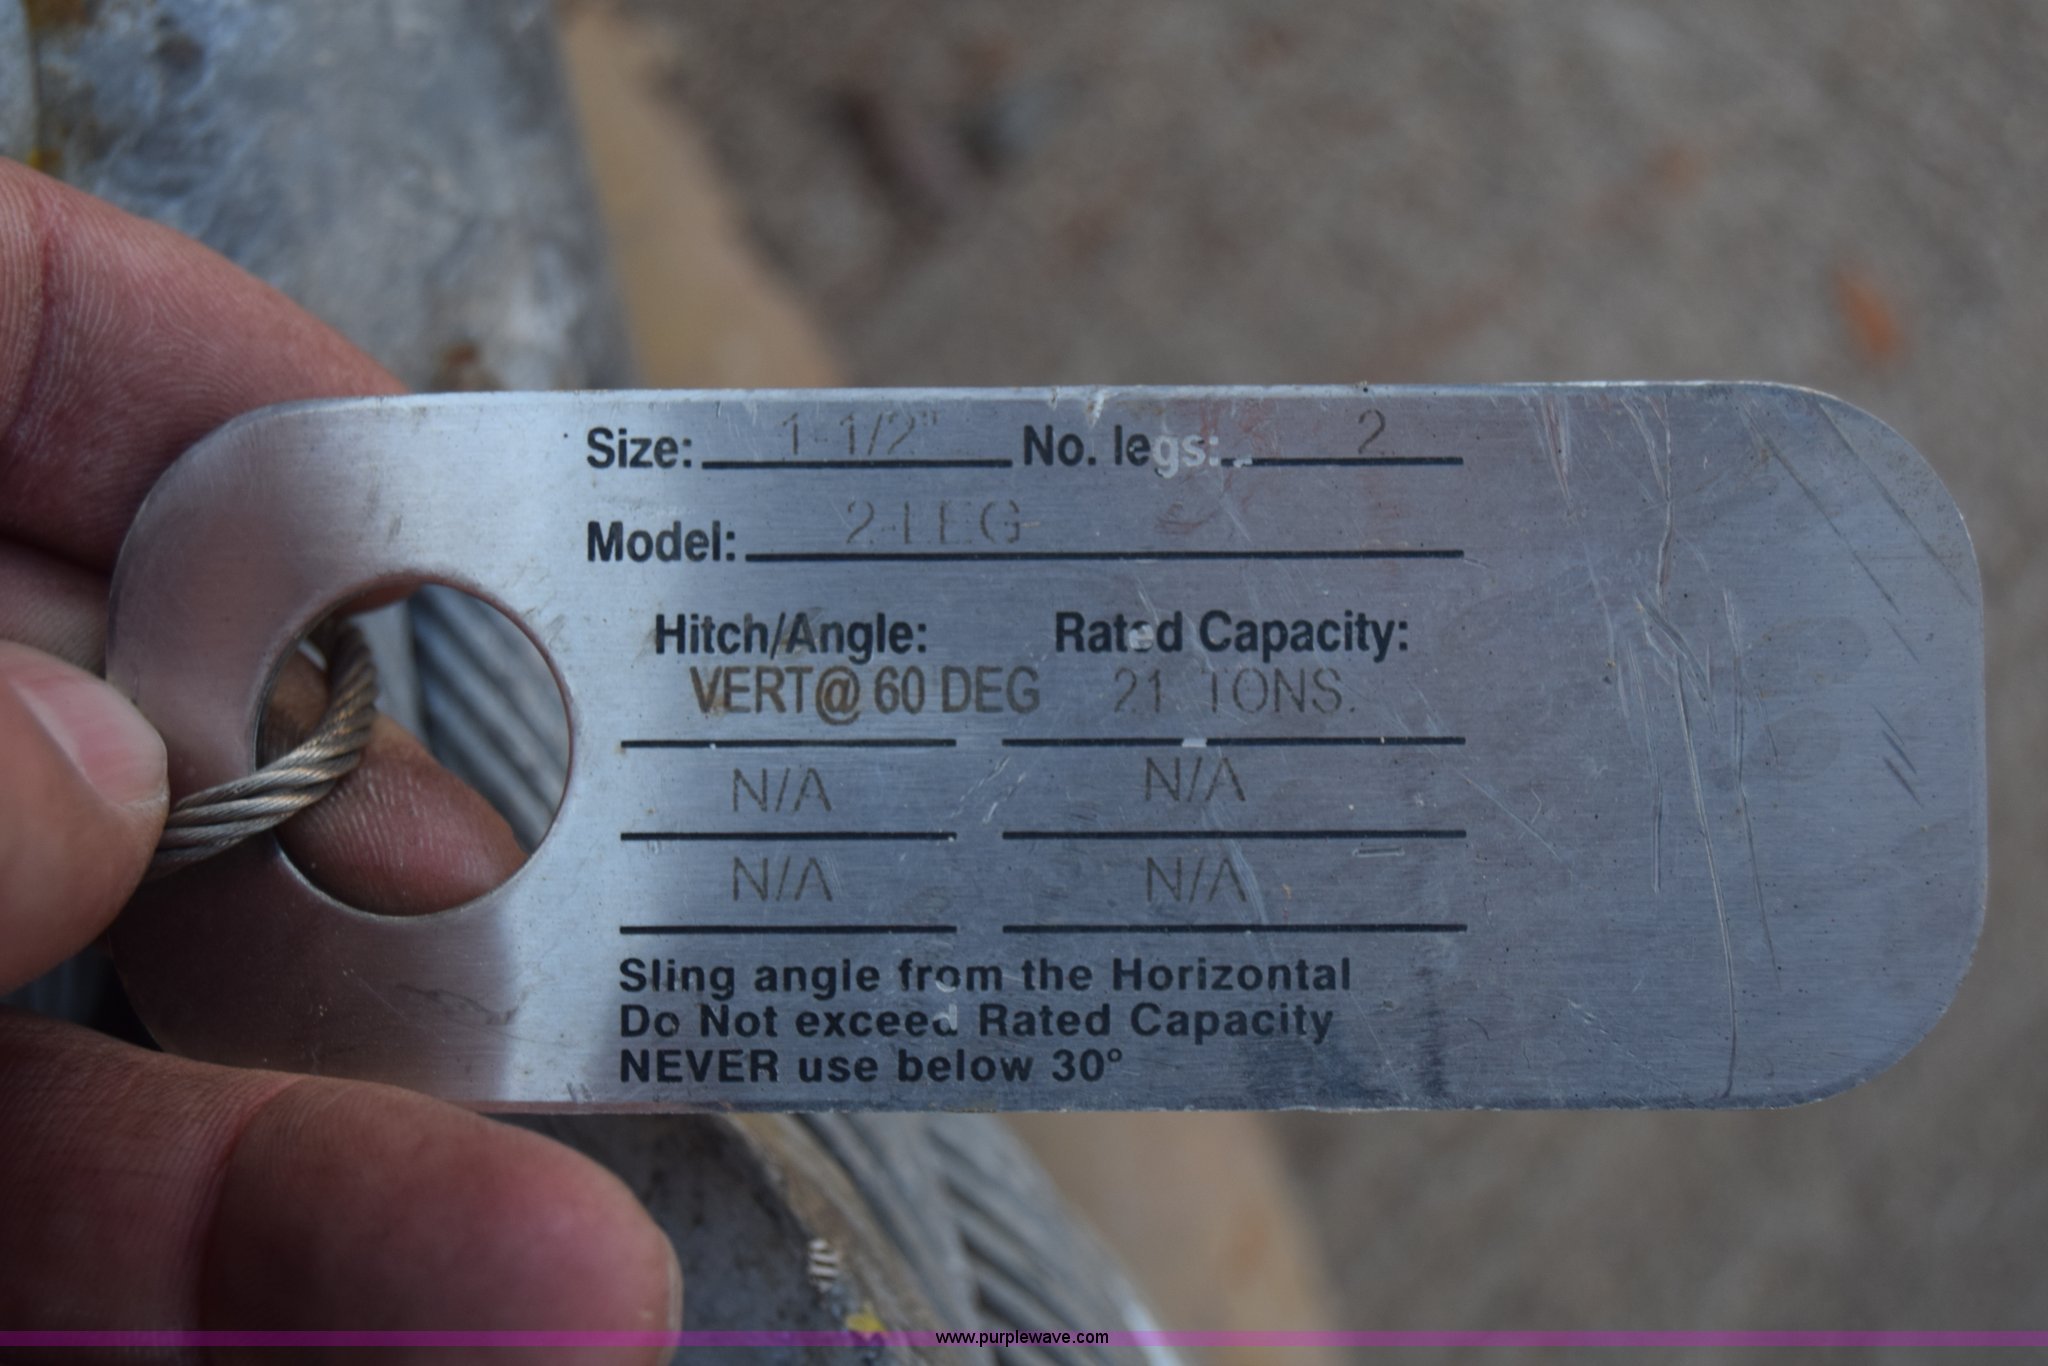 Size: 1-1/2" No. legs: 2
Model: 2-LEG
Hitch/Angle: Rated Capacity:
VERT@ 60 DEG 21 TONS.
N/A N/A
N/A N/A
Sling angle from the Horizontal
Do Not exceed Rated Capacity
NEVER use below 30°
www.purplewave.com